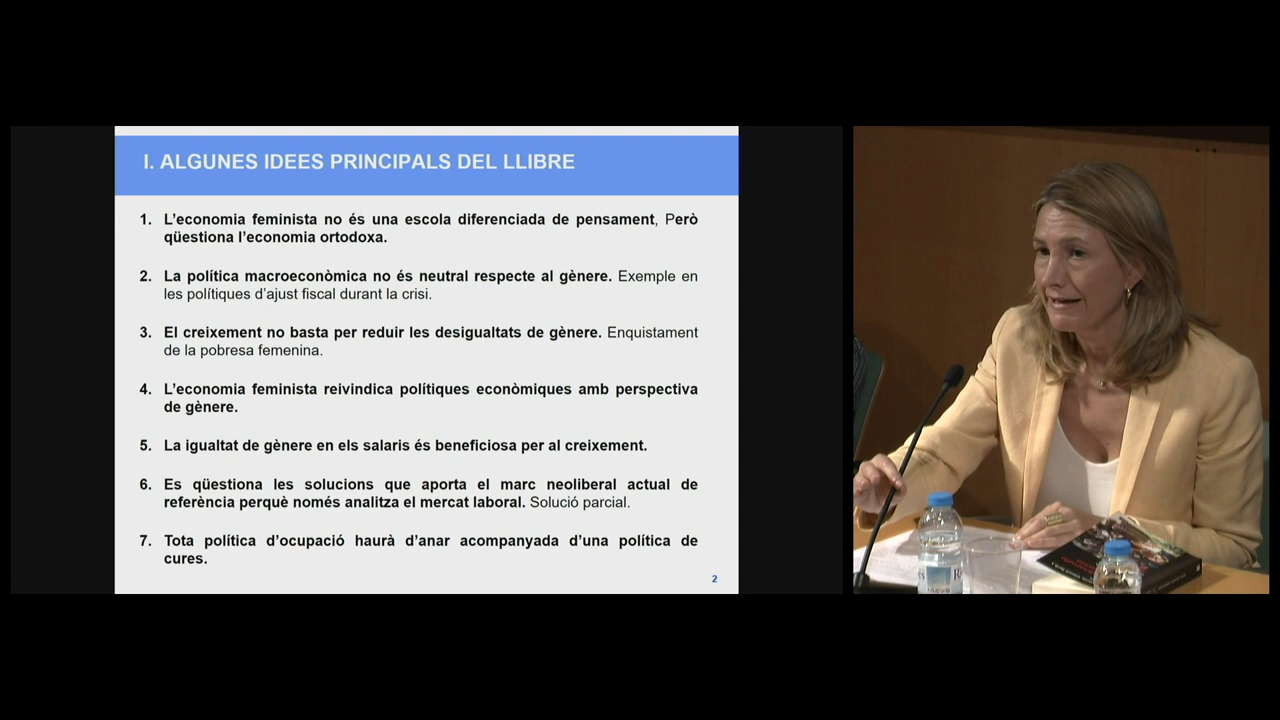 I. ALGUNES IDEES PRINCIPALS DEL LLIBRE
1. L'economia feminista no és una escola diferenciada de pensament, Però
qüestiona l'economia ortodoxa.
2. La política macroeconòmica no és neutral respecte al gènere. Exemple en
les polítiques d'ajust fiscal durant la crisi.
3. El creixement no basta per reduir les desigualtats de gènere. Enquistament
de la pobresa femenina.
4. L'economia feminista reivindica polítiques econòmiques amb perspectiva
de gènere.
5. La igualtat de gènere en els salaris és beneficiosa per al creixement.
6. Es qüestiona les solucions que aporta el marc neoliberal actual de
referència perquè només analitza el mercat laboral. Solució parcial.
7. Tota política d'ocupació haurà d'anar acompanyada d'una política de
cures.
2